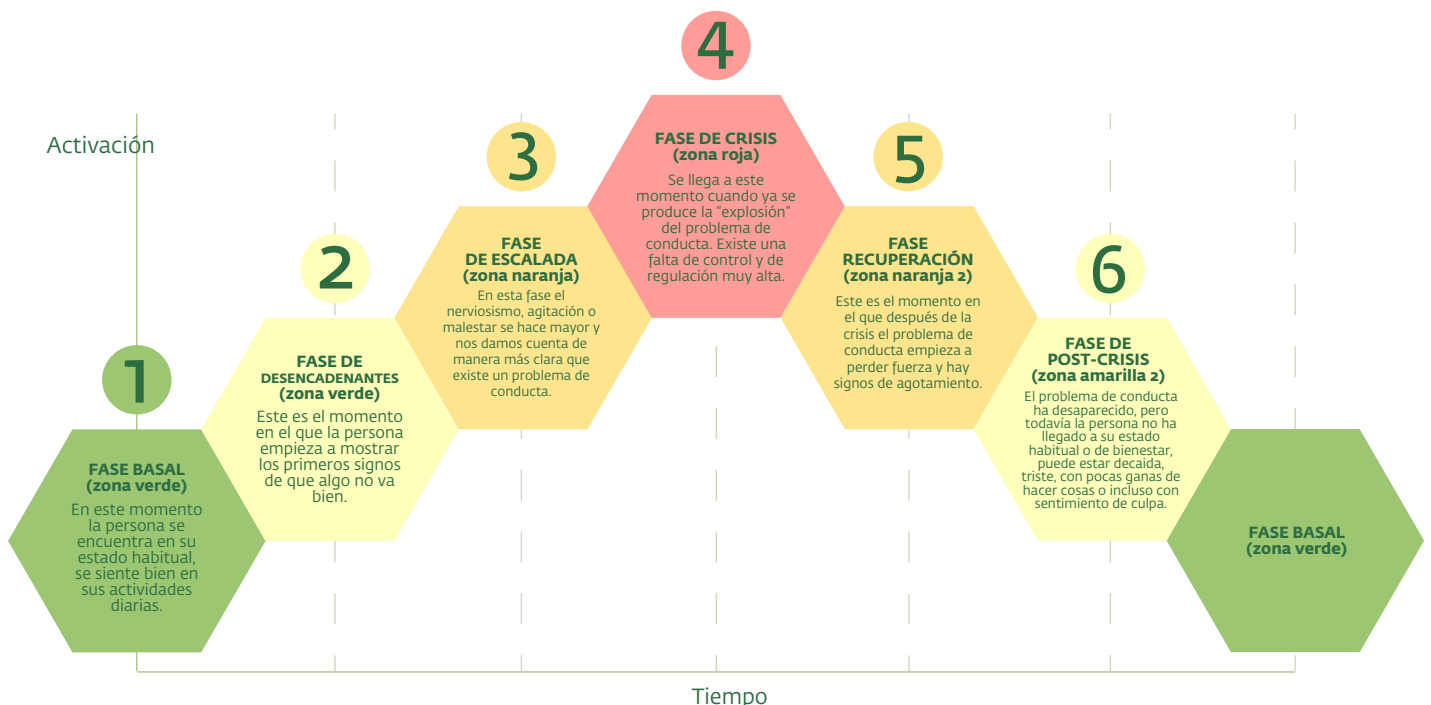 Activación
1
FASE BASAL
(zona verde)
En este momento
la persona se
encuentra en su
estado habitual,
se siente bien en
sus actividades
diarias.
2
FASE DE
DESENCADENANTES
(zona verde)
Este es el momento
en el que la persona
empieza a mostrar
los primeros signos
de que algo no va
bien.
3
FASE
DE ESCALADA
(zona naranja)
En esta fase el
nerviosismo, agitación o
malestar se hace mayor y
nos damos cuenta de
manera más clara que
existe un problema de
conducta.
4
FASE DE CRISIS
(zona roja)
Se llega a este
momento cuando ya se
produce la “explosión”
del problema de
conducta. Existe una
falta de control y de
regulación muy alta.
5
FASE
RECUPERACIÓN
(zona naranja 2)
Este es el momento en
el que después de la
crisis el problema de
conducta empieza a
perder fuerza y hay
signos de agotamiento.
6
FASE DE
POST-CRISIS
(zona amarilla 2)
El problema de conducta
ha desaparecido, pero
todavía la persona no ha
llegado a su estado
habitual o de bienestar,
puede estar decaida,
triste, con pocas ganas de
hacer cosas o incluso con
sentimiento de culpa.
FASE BASAL
(zona verde)
Tiempo